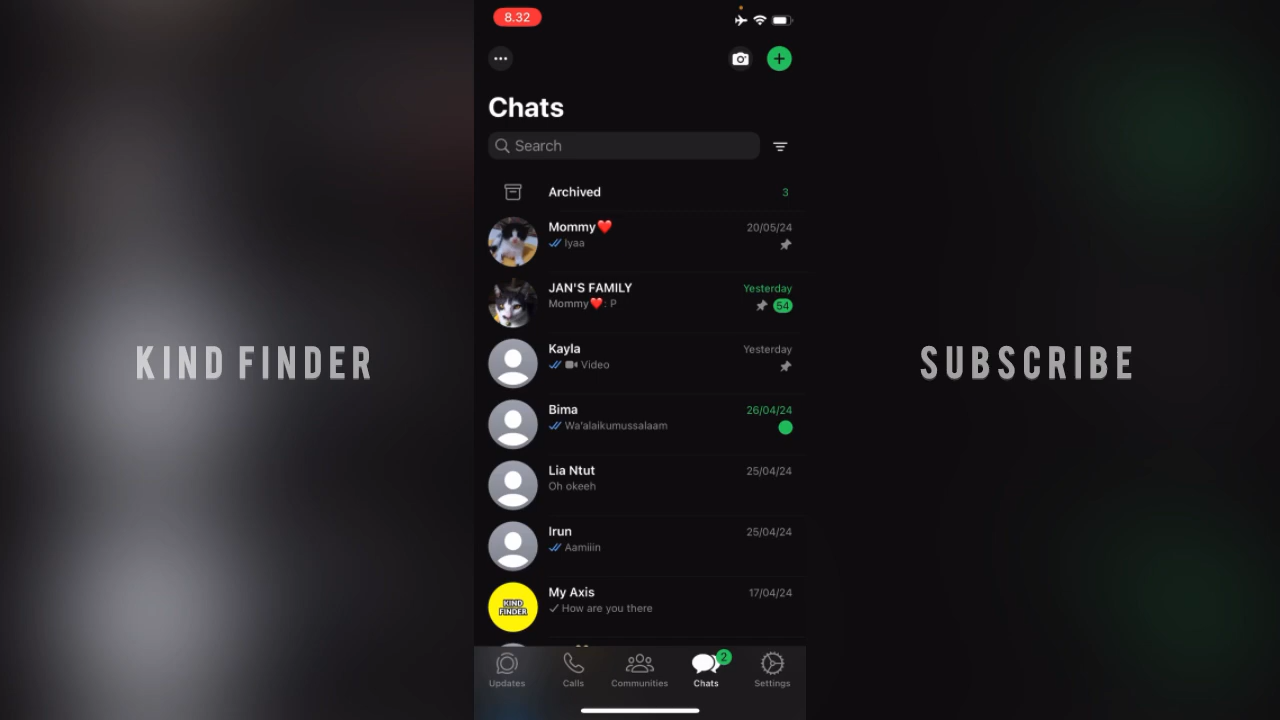 8.32
Chats
Search
Archived 3
Mommy❤️ 20/05/24
Iyaa
JAN'S FAMILY Yesterday
Mommy❤️: P 54
Kayla Yesterday
Video
Bima 26/04/24
Wa'alaikumussalaam
Lia Ntut 25/04/24
Oh okeeh
Irun 25/04/24
Aamiiin
My Axis 17/04/24
How are you there
KIND
FINDER
2
Updates Calls Communities Chats Settings
KIND FINDER
SUBSCRIBE